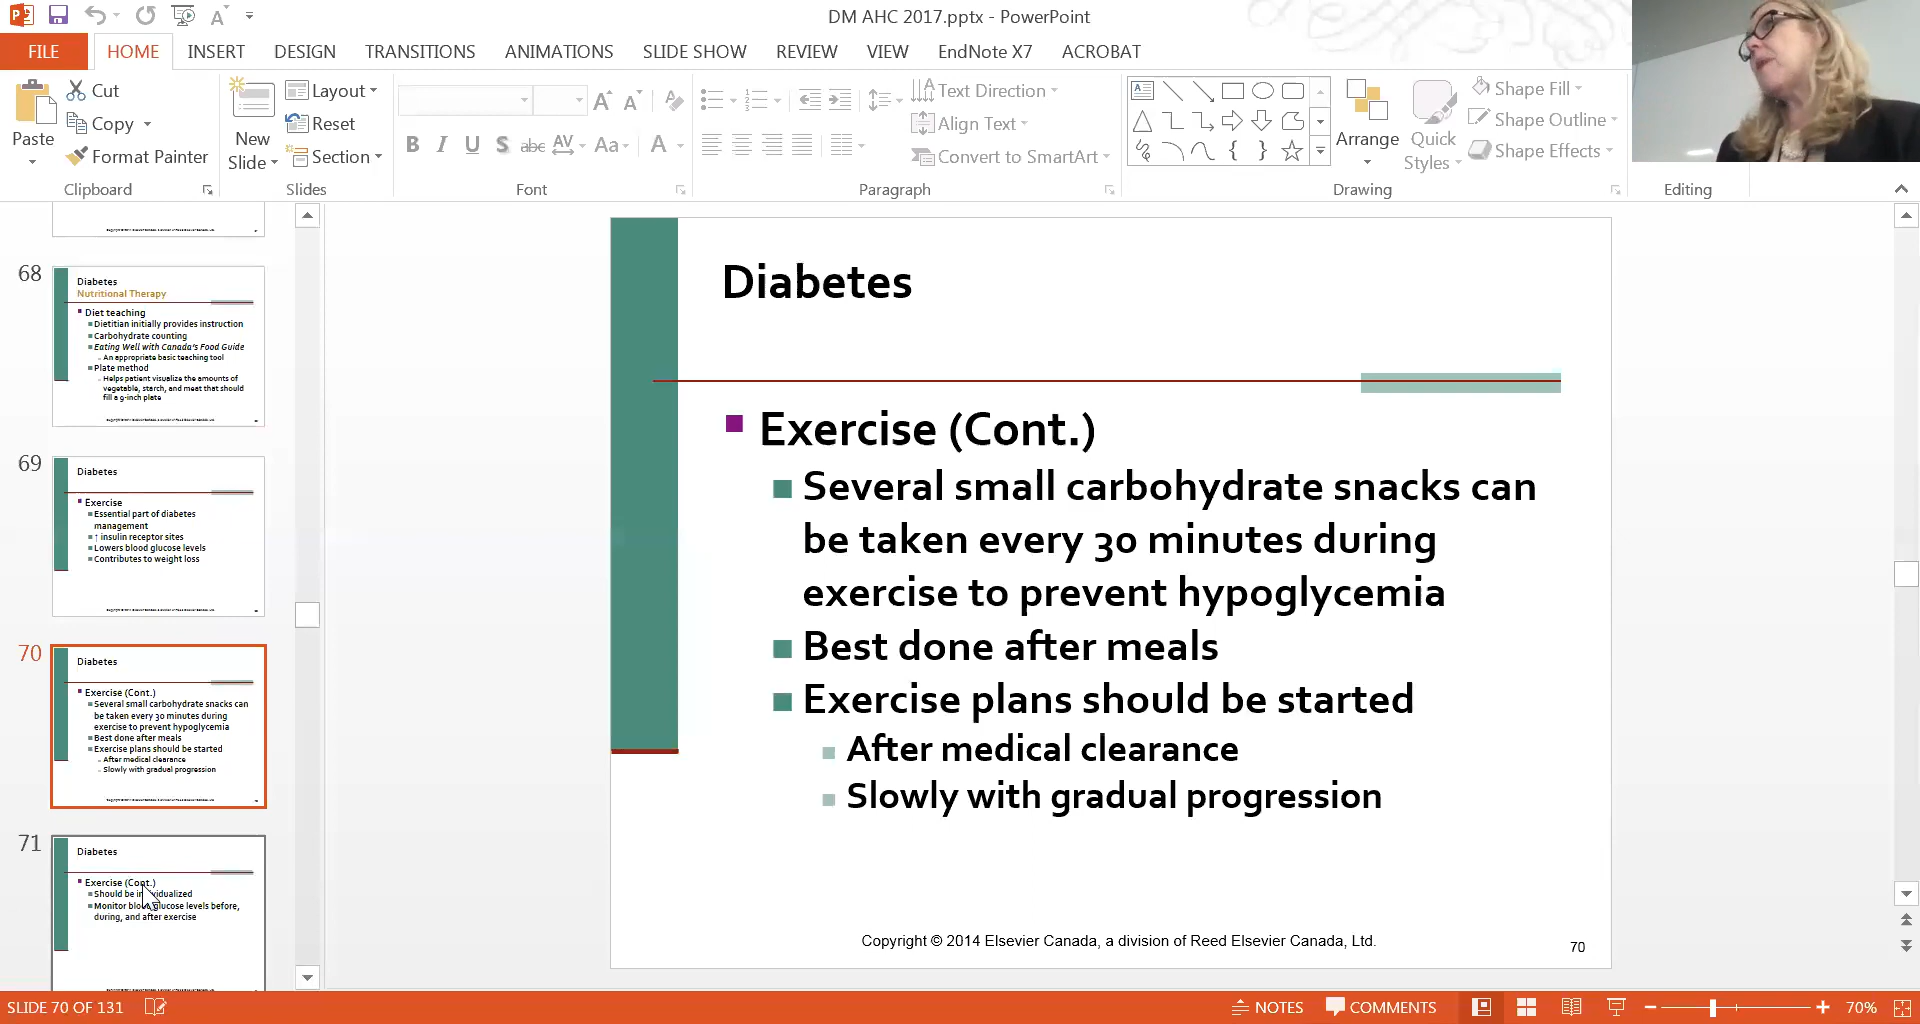 DM AHC 2017.pptx - PowerPoint
FILE HOME INSERT DESIGN TRANSITIONS ANIMATIONS SLIDE SHOW REVIEW VIEW EndNote X7 ACROBAT
Paste
Cut
Copy
Format Painter
Clipboard
New
Slide
Layout
Reset
Section
Slides
B I U S abc AV Aa A
Font
Text Direction
Align Text
Convert to SmartArt
Paragraph
Arrange
Quick
Styles
Shape Fill
Shape Outline
Shape Effects
Drawing
Editing
68
Diabetes
Nutritional Therapy
Diet teaching
Dietitian initially provides instruction
Carbohydrate counting
Eating Well with Canada's Food Guide
An appropriate basic teaching tool
Plate method
Helps patient visualize the amounts of
vegetable, starch, and meat that should
fill a 9-inch plate
69
Diabetes
Exercise
Essential part of diabetes
management
↑ insulin receptor sites
Lowers blood glucose levels
Contributes to weight loss
70
Diabetes
Exercise (Cont.)
Several small carbohydrate snacks can
be taken every 30 minutes during
exercise to prevent hypoglycemia
Best done after meals
Exercise plans should be started
After medical clearance
Slowly with gradual progression
71
Diabetes
Exercise (Cont.)
Should be individualized
Monitor blood glucose levels before,
during, and after exercise
Diabetes
Exercise (Cont.)
Several small carbohydrate snacks can
be taken every 30 minutes during
exercise to prevent hypoglycemia
Best done after meals
Exercise plans should be started
After medical clearance
Slowly with gradual progression
Copyright © 2014 Elsevier Canada, a division of Reed Elsevier Canada, Ltd.
70
SLIDE 70 OF 131
NOTES
COMMENTS
70%